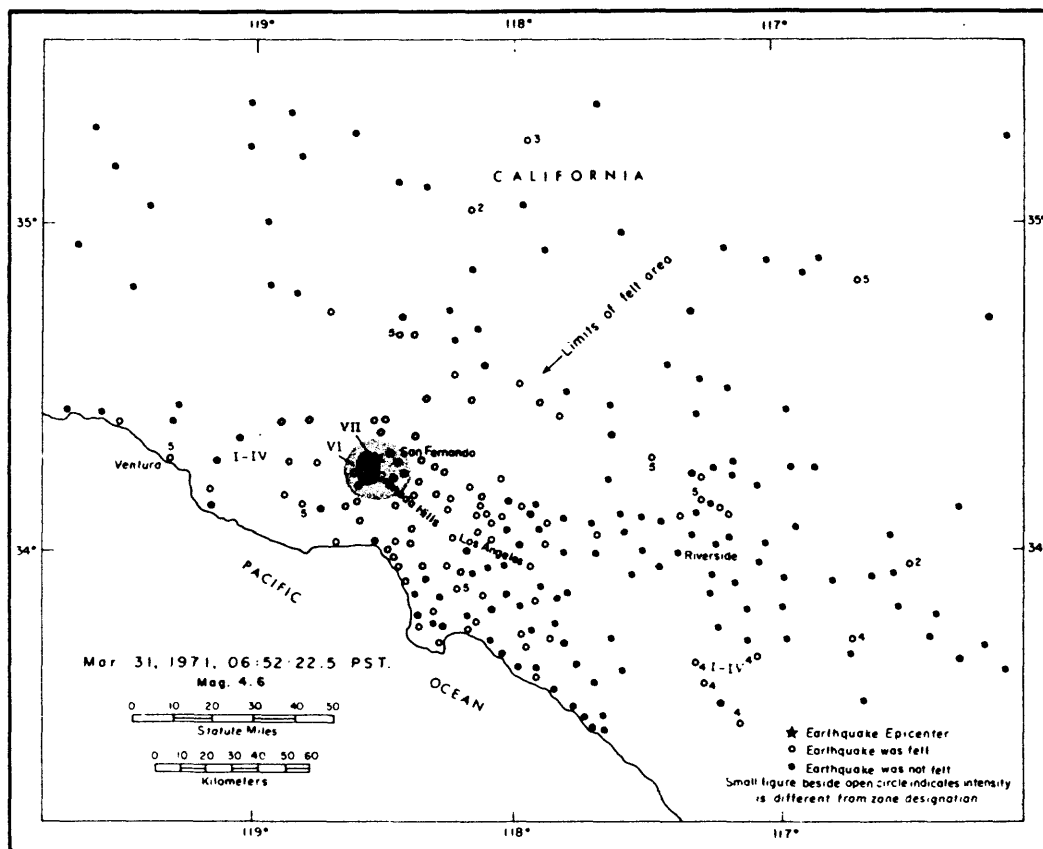 119° 118° 117°
3
CALIFORNIA
2
35° 35°
5
Limits of felt area
5
VII
VI
San Fernando
5
I-IV
Ventura
5
5
5
Hills
Los Angeles
34° 34°
Riverside
2
PACIFIC
5
4
4
4 I-IV
Mar 31, 1971, 06:52:22.5 PST.
Mag. 4.6
4
4
OCEAN
0 10 20 30 40 50
Statute Miles
0 10 20 30 40 50 60
Kilometers
Earthquake Epicenter
Earthquake was felt
Earthquake was not felt
Small figure beside open circle indicates intensity
is different from zone designation
119° 118° 117°